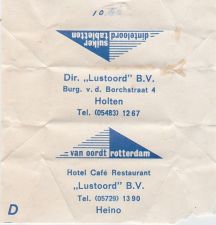 suiker
tabletten
dinteloord
Dir. „Lustoord” B.V.
Burg. v. d. Borchstraat 4
Holten
Tel. (05483) 1267
van oordt rotterdam
Hotel Café Restaurant
„Lustoord” B.V.
Tel. (05729) 1390
Heino
D